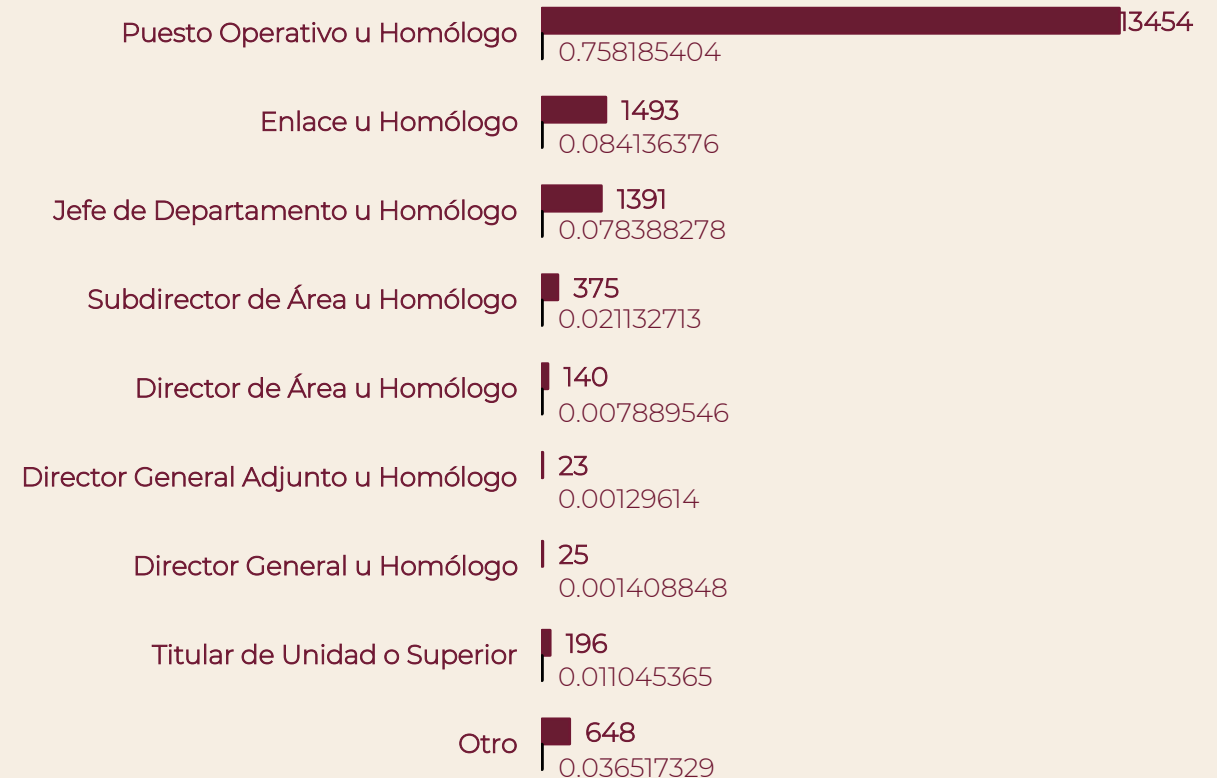 Puesto Operativo u Homólogo 13454
0.758185404
Enlace u Homólogo 1493
0.084136376
Jefe de Departamento u Homólogo 1391
0.078388278
Subdirector de Área u Homólogo 375
0.021132713
Director de Área u Homólogo 140
0.007889546
Director General Adjunto u Homólogo 23
0.00129614
Director General u Homólogo 25
0.001408848
Titular de Unidad o Superior 196
0.011045365
Otro 648
0.036517329